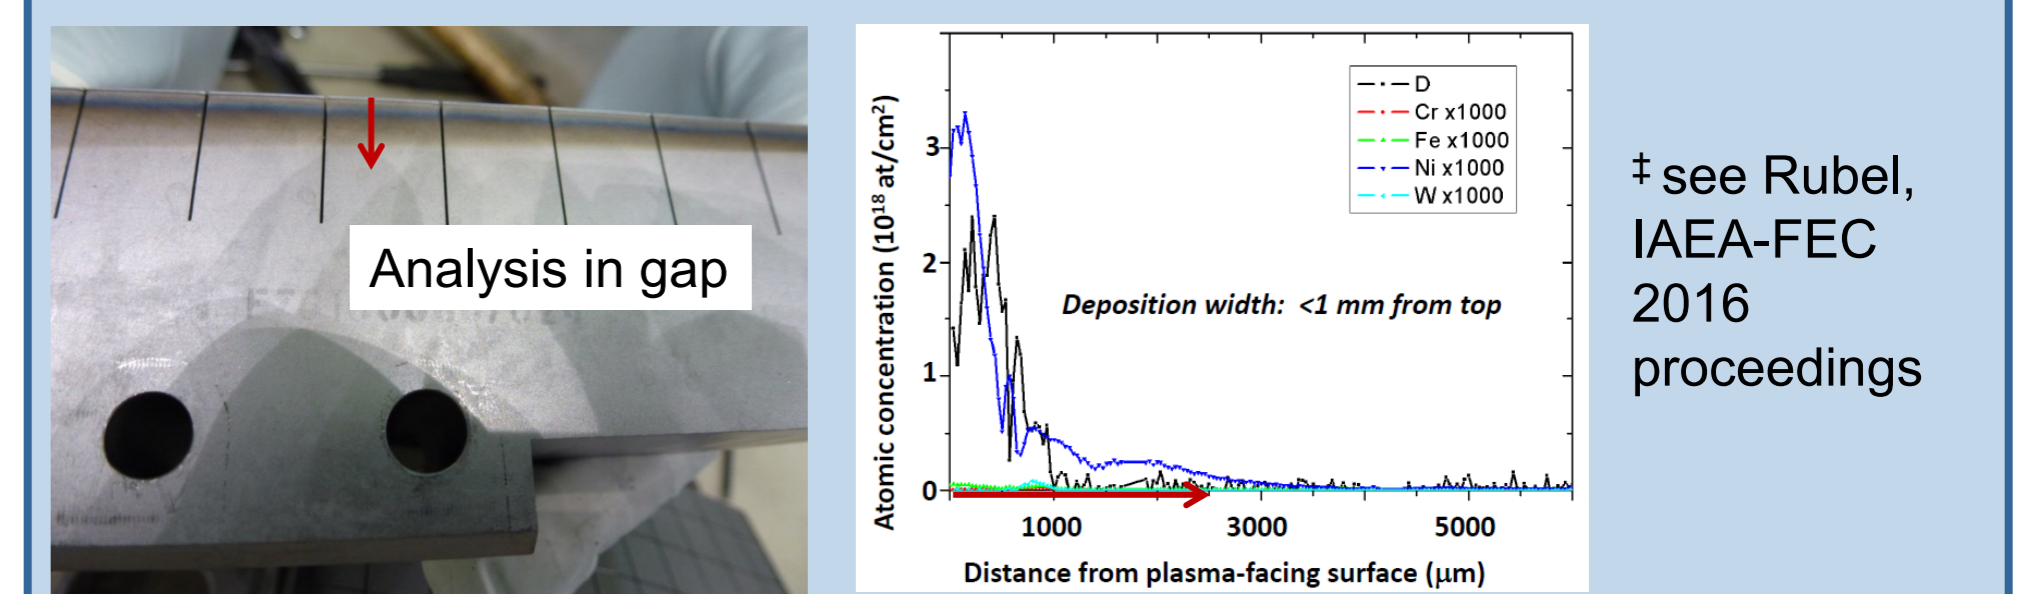 Analysis in gap
D
Cr x1000
Fe x1000
Ni x1000
W x1000
Deposition width: <1 mm from top
Atomic concentration (10¹⁸ at/cm²)
3
2
1
0
1000 3000 5000
Distance from plasma-facing surface (μm)
‡ see Rubel,
IAEA-FEC
2016
proceedings